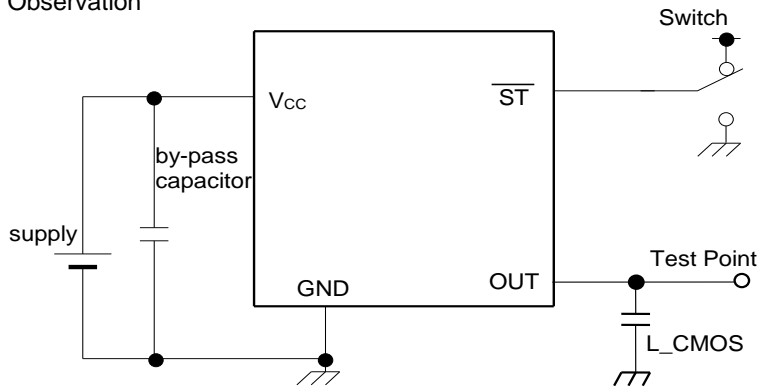 Observation
Switch
VCC
ST
by-pass
capacitor
supply
Test Point
GND
OUT
L_CMOS